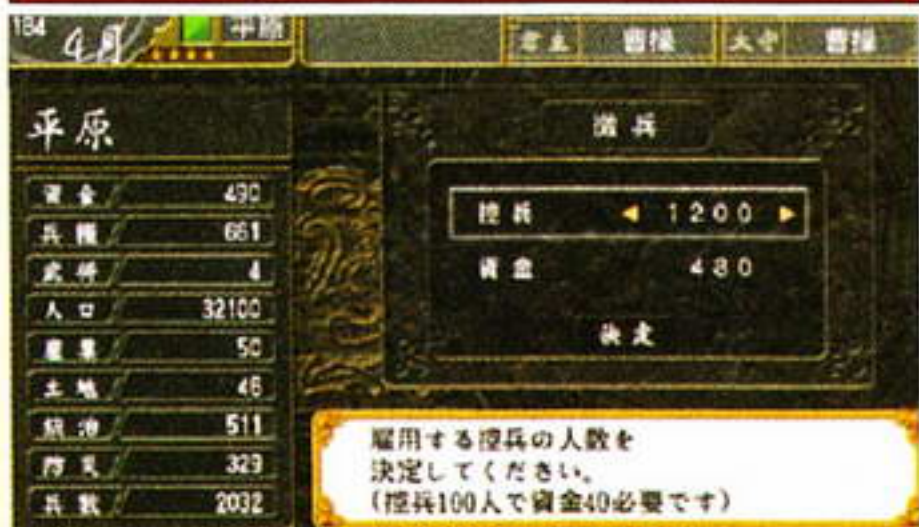 184 4月 平原
君主 曹操 太守 曹操
平原
資金 490
兵糧 661
武将 4
人口 32100
産業 50
土地 46
統治 511
防災 329
兵数 2032
徴兵
控兵 1200
資金 480
決定
雇用する控兵の人数を
決定してください。
(控兵100人で資金40必要です)